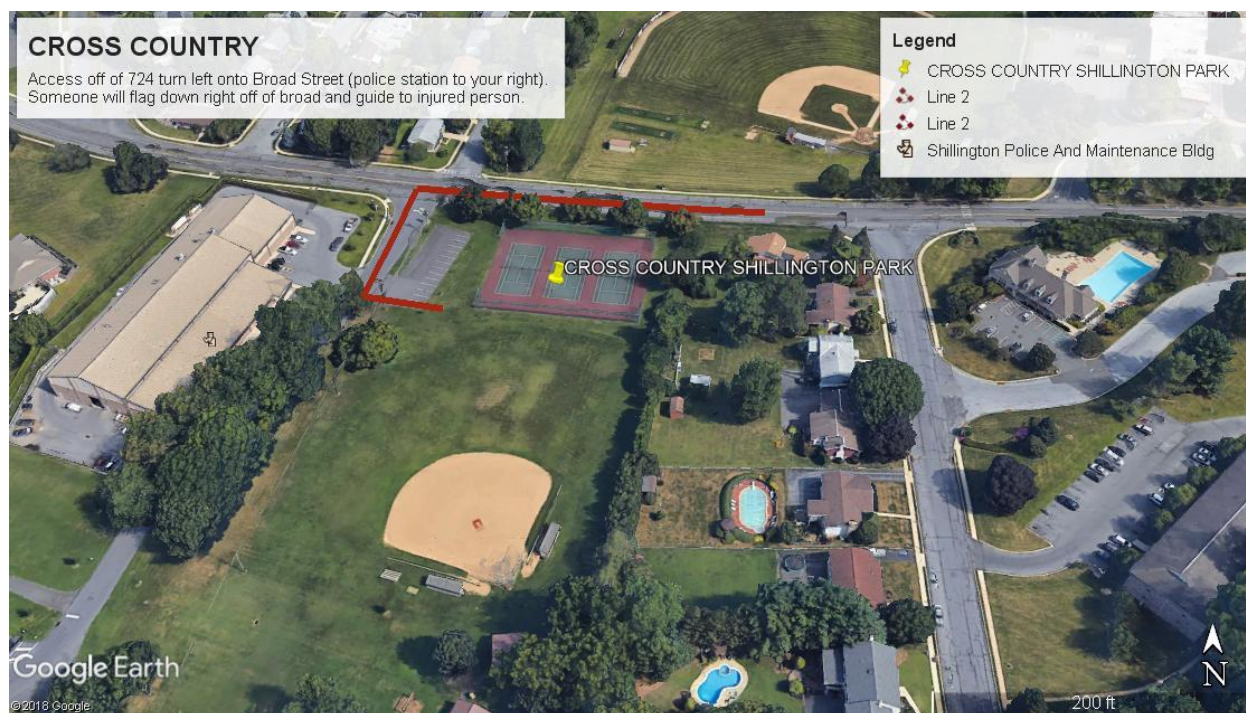 CROSS COUNTRY
Access off of 724 turn left onto Broad Street (police station to your right).
Someone will flag down right off of broad and guide to injured person.
Legend
CROSS COUNTRY SHILLINGTON PARK
Line 2
Line 2
Shillington Police And Maintenance Bldg
CROSS COUNTRY SHILLINGTON PARK
Google Earth
©2018 Google
200 ft
N